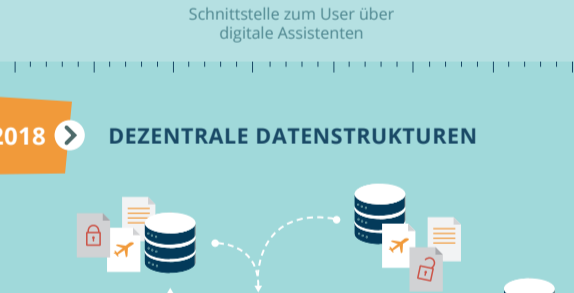 Schnittstelle zum User über
digitale Assistenten
2018
DEZENTRALE DATENSTRUKTUREN